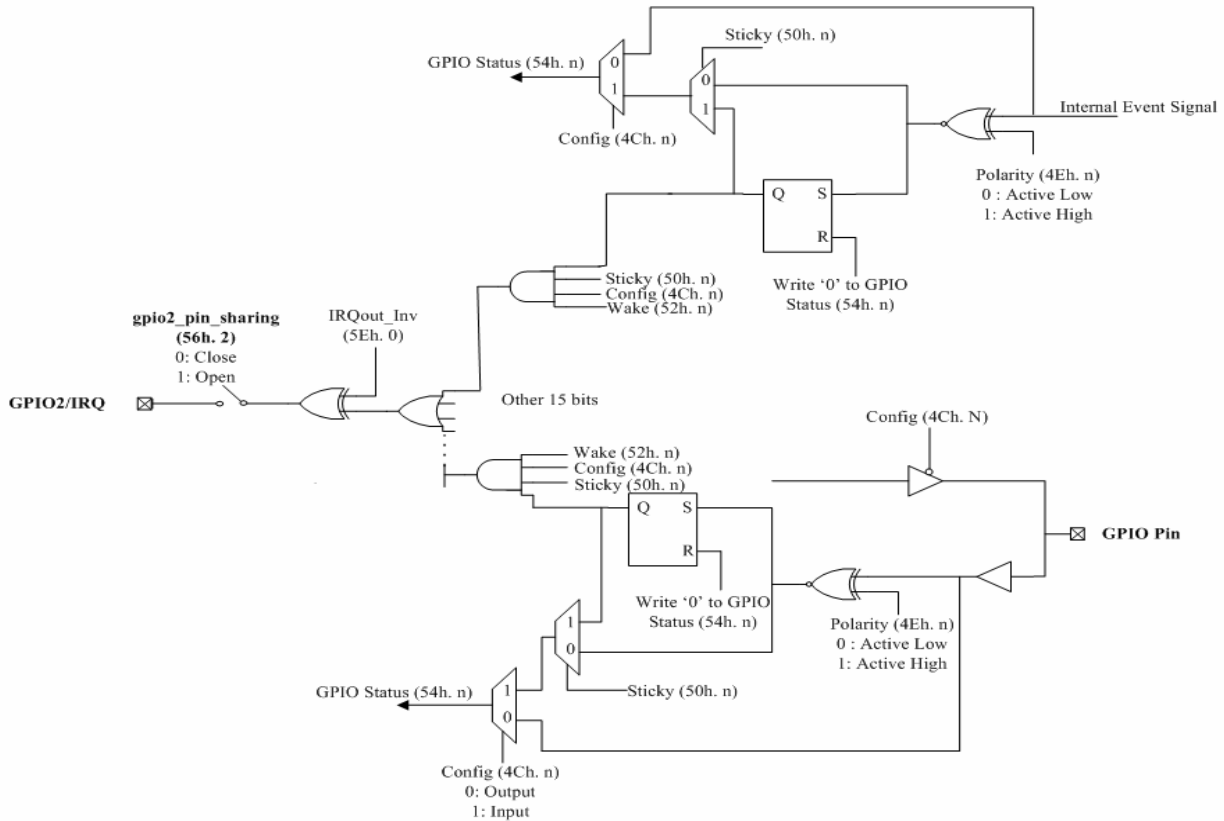 Sticky (50h. n)
GPIO Status (54h. n)
0
1
0
1
Config (4Ch. n)
Internal Event Signal
Polarity (4Eh. n)
0 : Active Low
1: Active High
Q S
R
Write ‘0’ to GPIO
Status (54h. n)
Sticky (50h. n)
Config (4Ch. n)
Wake (52h. n)
gpio2_pin_sharing
(56h. 2)
0: Close
1: Open
IRQout_Inv
(5Eh. 0)
GPIO2/IRQ
Other 15 bits
Config (4Ch. N)
Wake (52h. n)
Config (4Ch. n)
Sticky (50h. n)
Q S
R
GPIO Pin
Write ‘0’ to GPIO
Status (54h. n)
Polarity (4Eh. n)
0 : Active Low
1: Active High
1
0
Sticky (50h. n)
GPIO Status (54h. n)
1
0
Config (4Ch. n)
0: Output
1: Input